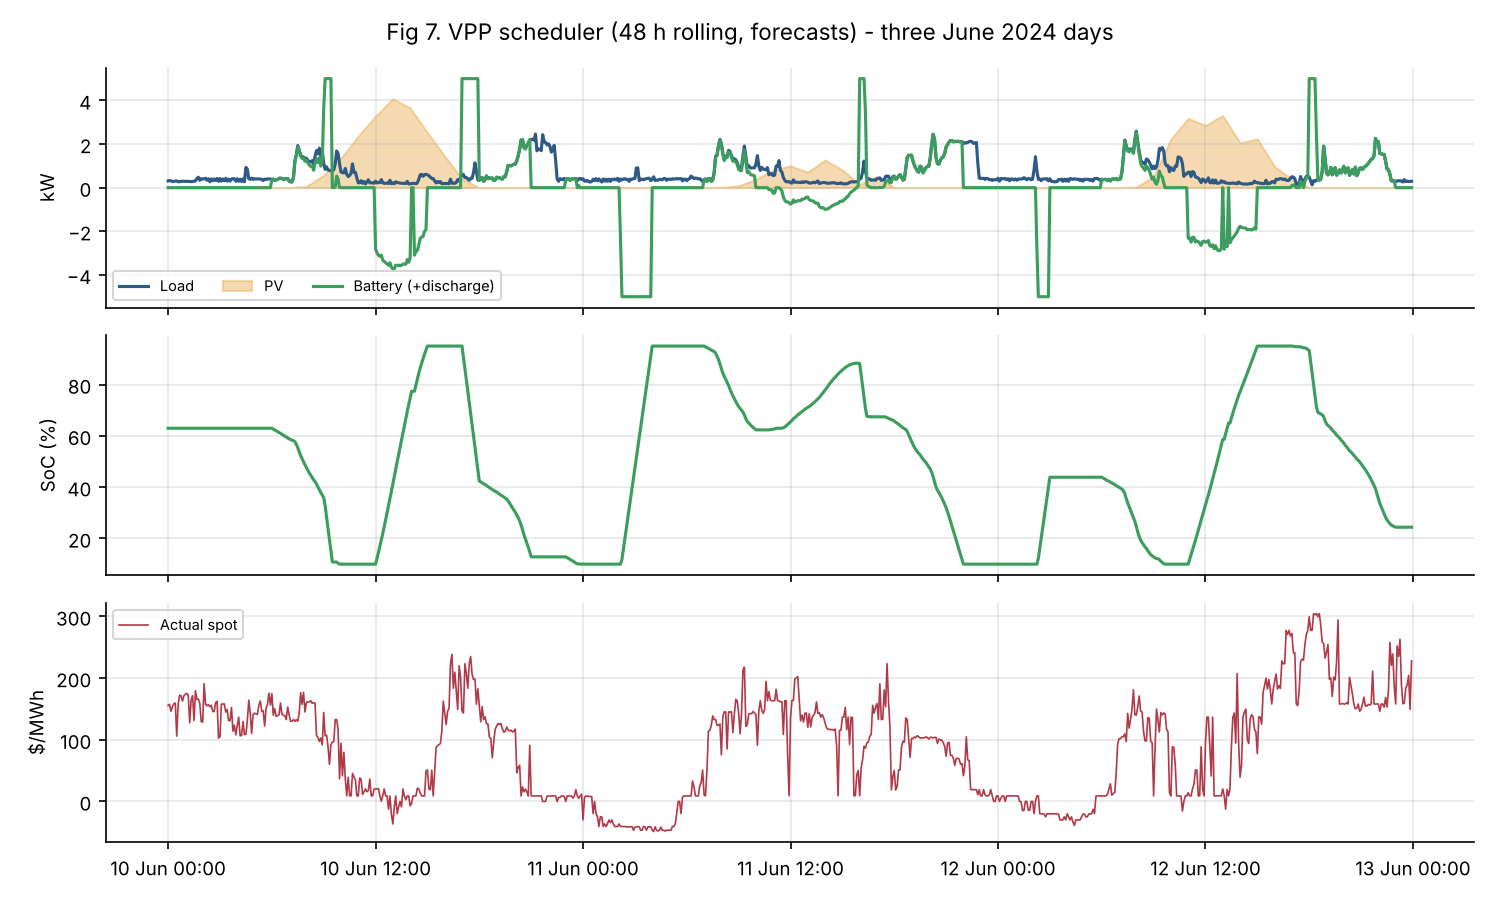 Fig 7. VPP scheduler (48 h rolling, forecasts) - three June 2024 days
kW
4
2
0
−2
−4
Load
PV
Battery (+discharge)
SoC (%)
80
60
40
20
$/MWh
300
200
100
0
Actual spot
10 Jun 00:00
10 Jun 12:00
11 Jun 00:00
11 Jun 12:00
12 Jun 00:00
12 Jun 12:00
13 Jun 00:00